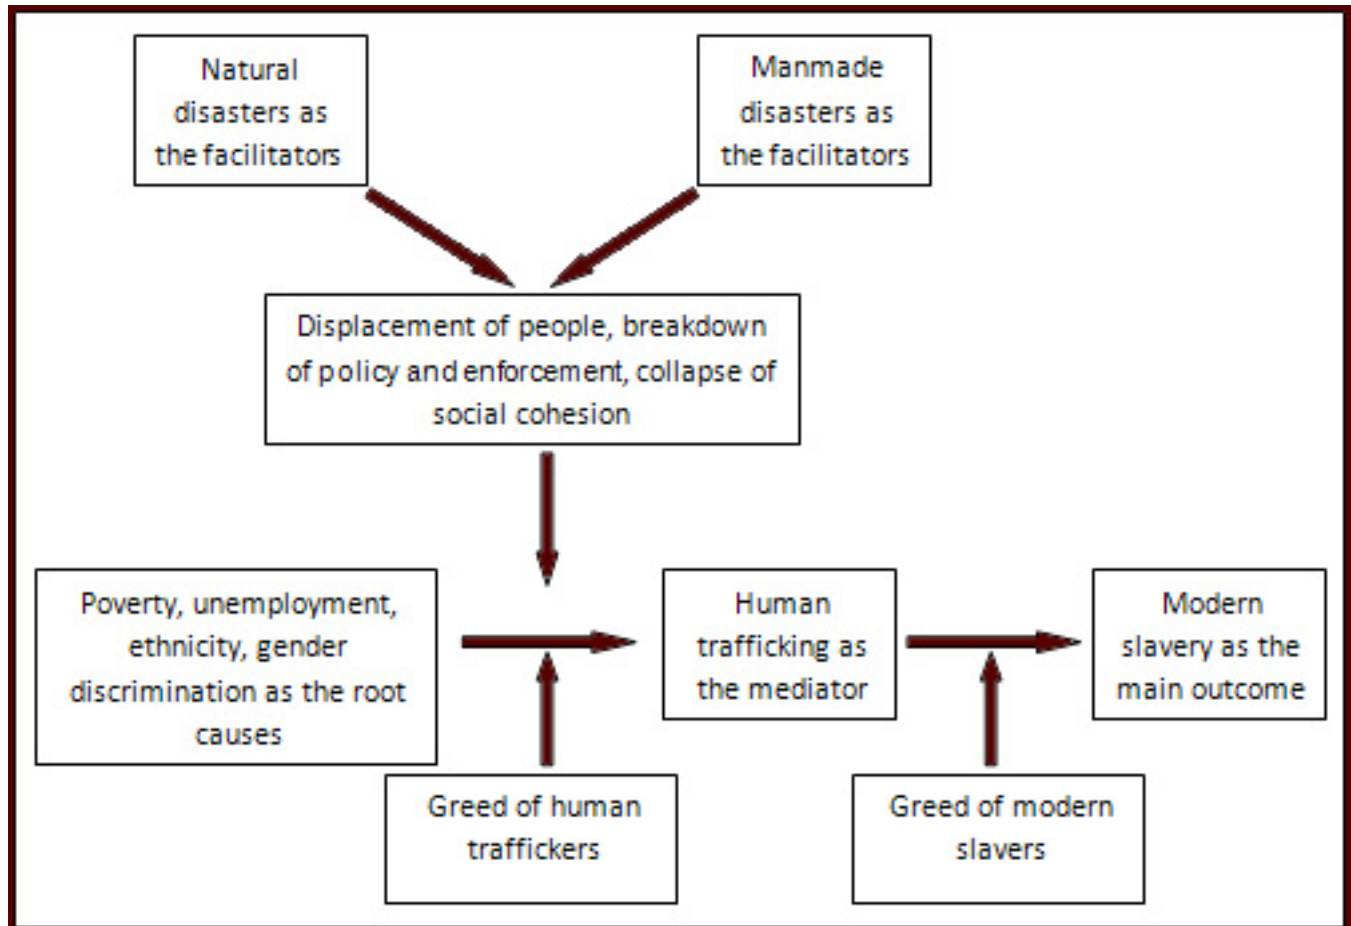 Natural
disasters as
the facilitators
Manmade
disasters as
the facilitators
Displacement of people, breakdown
of policy and enforcement, collapse of
social cohesion
Poverty, unemployment,
ethnicity, gender
discrimination as the root
causes
Human
trafficking as
the mediator
Modern
slavery as the
main outcome
Greed of human
traffickers
Greed of modern
slavers